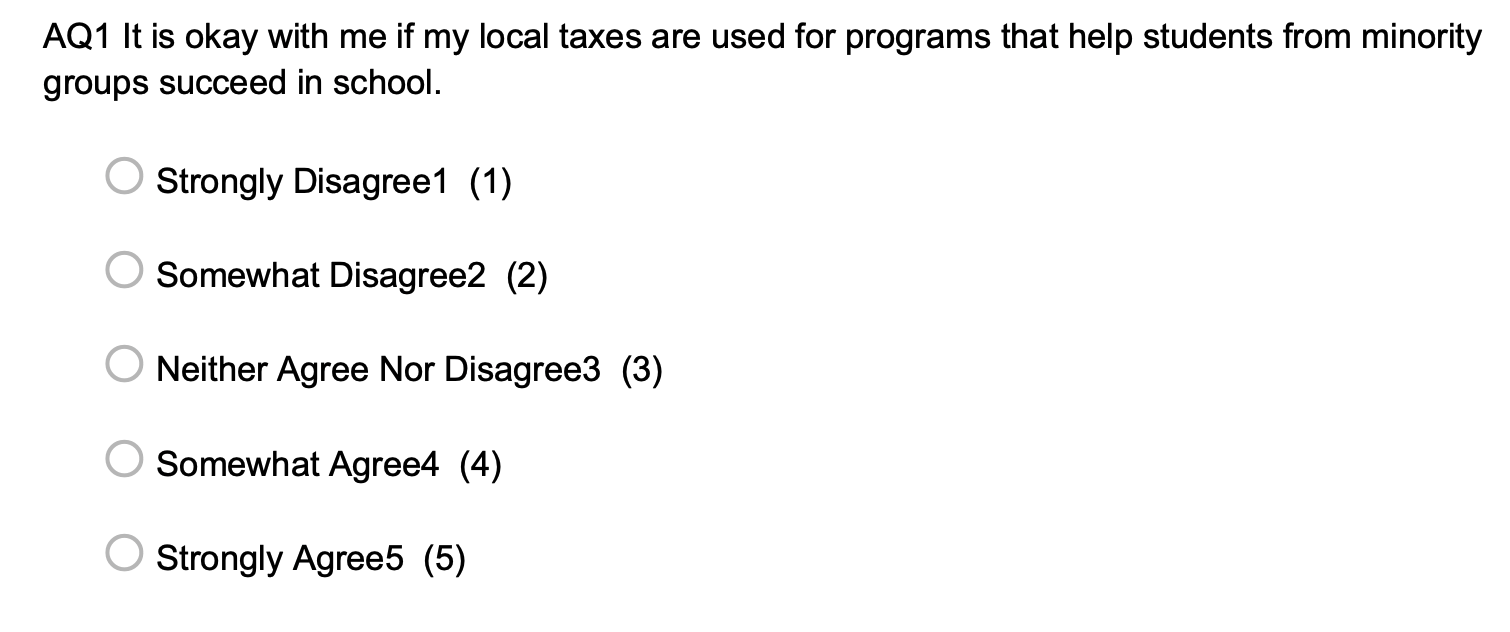 AQ1 It is okay with me if my local taxes are used for programs that help students from minority
groups succeed in school.
Strongly Disagree1 (1)
Somewhat Disagree2 (2)
Neither Agree Nor Disagree3 (3)
Somewhat Agree4 (4)
Strongly Agree5 (5)